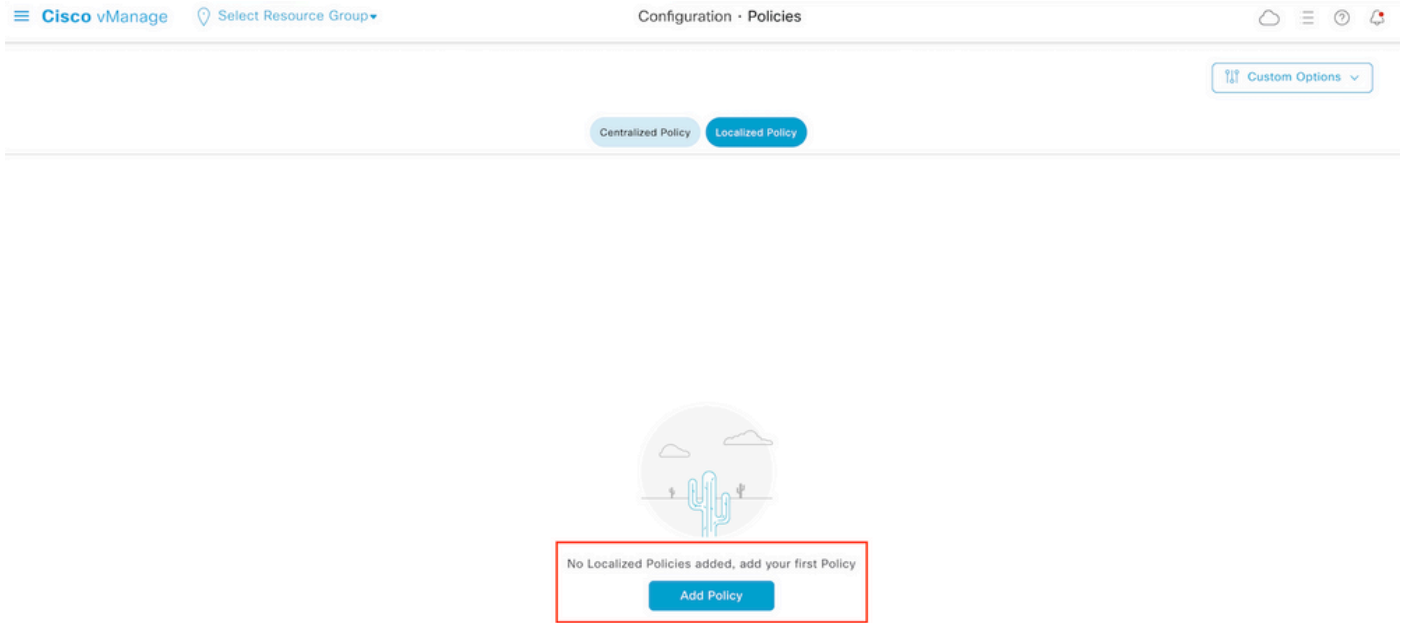 Cisco vManage Select Resource Group Configuration · Policies
Custom Options
Centralized Policy Localized Policy
No Localized Policies added, add your first Policy
Add Policy